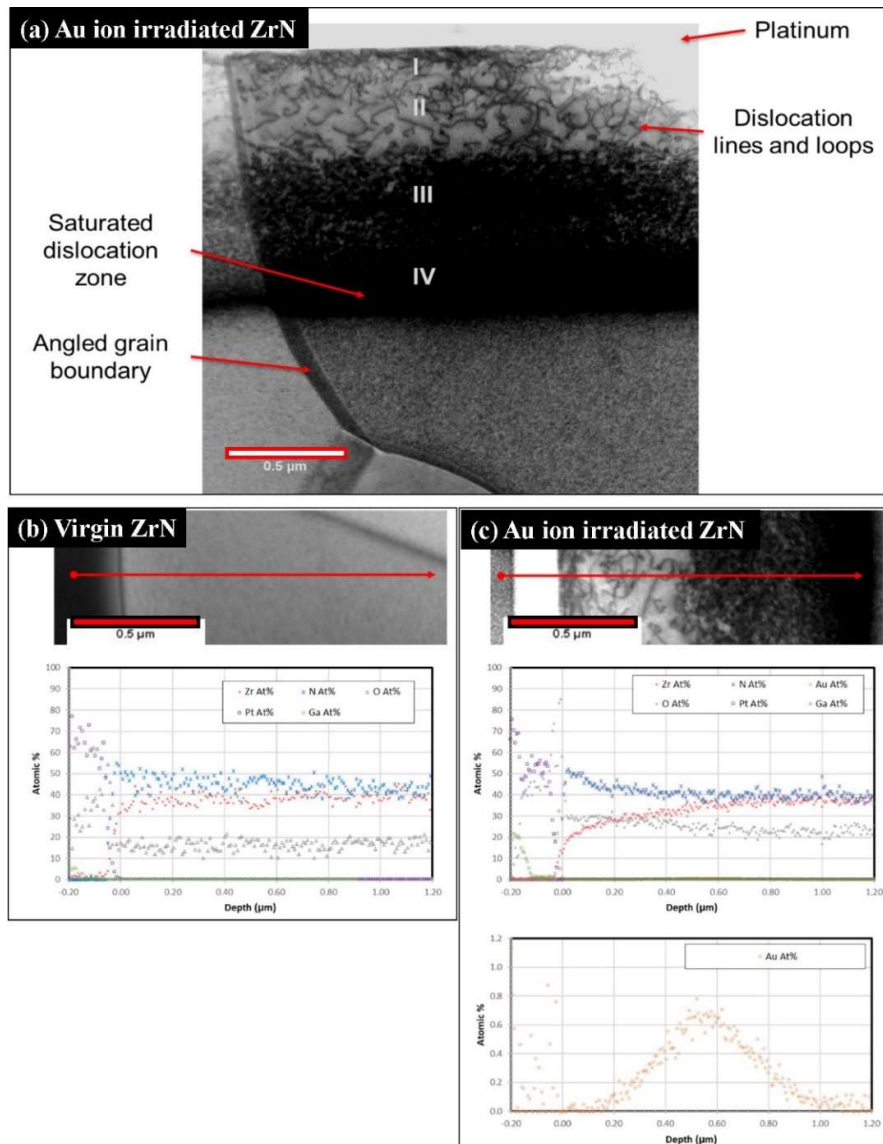 (a) Au ion irradiated ZrN
Platinum
I
II
Dislocation
lines and loops
III
Saturated
dislocation
zone
IV
Angled grain
boundary
0.5 µm
(b) Virgin ZrN
0.5 µm
100
90
80
70
60
50
40
30
20
10
0
Atomic %
Zr At% N At% O At%
Pt At% Ga At%
-0.20 0.00 0.20 0.40 0.60 0.80 1.00 1.20
Depth (µm)
(c) Au ion irradiated ZrN
0.5 µm
100
90
80
70
60
50
40
30
20
10
0
Atomic %
Zr At% N At% Au At%
O At% Pt At% Ga At%
-0.20 0.00 0.20 0.40 0.60 0.80 1.00 1.20
Depth (µm)
1.2
1.0
0.8
0.6
0.4
0.2
0.0
Atomic %
Au At%
-0.20 0.00 0.20 0.40 0.60 0.80 1.00 1.20
Depth (µm)